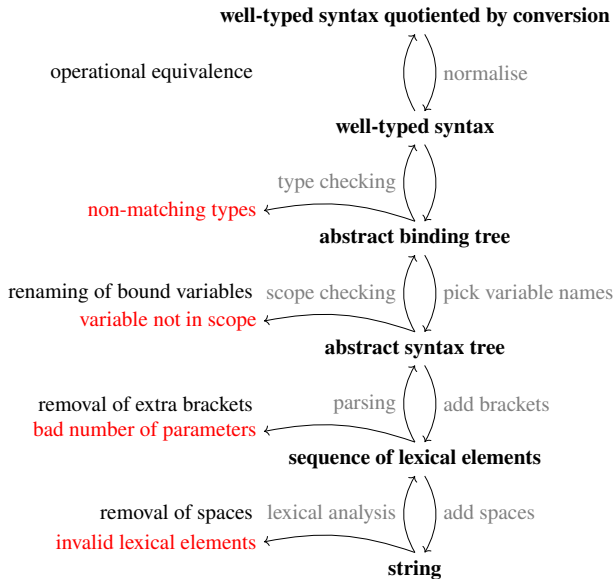 well-typed syntax quotiented by conversion
operational equivalence normalise
well-typed syntax
type checking
non-matching types
abstract binding tree
renaming of bound variables scope checking pick variable names
variable not in scope
abstract syntax tree
removal of extra brackets parsing add brackets
bad number of parameters
sequence of lexical elements
removal of spaces lexical analysis add spaces
invalid lexical elements
string